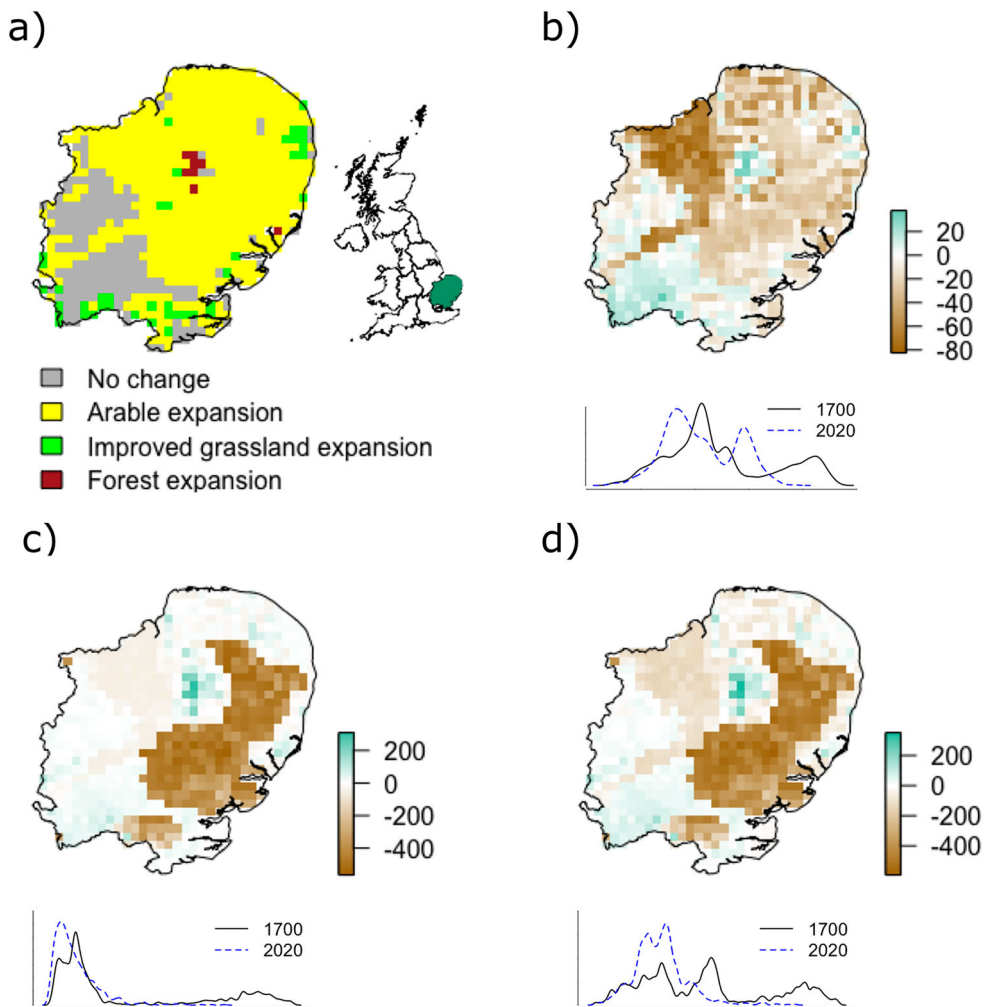 a)
No change
Arable expansion
Improved grassland expansion
Forest expansion
b)
20
0
-20
-40
-60
-80
1700
2020
c)
200
0
-200
-400
1700
2020
d)
200
0
-200
-400
1700
2020